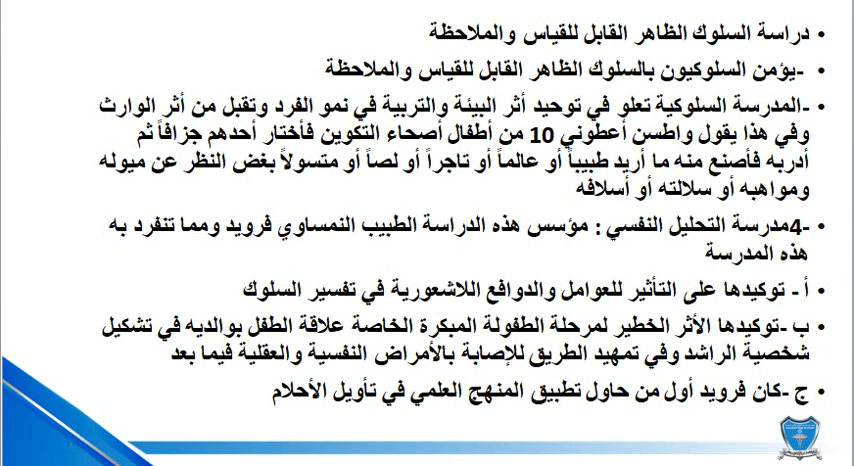 • دراسة السلوك الظاهر القابل للقياس والملاحظة
• -يؤمن السلوكيون بالسلوك الظاهر القابل للقياس والملاحظة
• -المدرسة السلوكية تعلو في توحيد أثر البيئة والتربية في نمو الفرد وتقبل من أثر الوارث
وفي هذا يقول واطسن أعطوني 10 من أطفال أصحاء التكوين فأختار أحدهم جزافاً ثم
أدربه فأصنع منه ما أريد طبيباً أو عالماً أو تاجراً أو لصاً أو متسولاً بغض النظر عن ميوله
ومواهبه أو سلالته أو أسلافه
• -4مدرسة التحليل النفسي : مؤسس هذه الدراسة الطبيب النمساوي فرويد ومما تنفرد به
هذه المدرسة
• أ - توكيدها على التأثير للعوامل والدوافع اللاشعورية في تفسير السلوك
• ب -توكيدها الأثر الخطير لمرحلة الطفولة المبكرة الخاصة علاقة الطفل بوالديه في تشكيل
شخصية الراشد وفي تمهيد الطريق للإصابة بالأمراض النفسية والعقلية فيما بعد
• ج -كان فرويد أول من حاول تطبيق المنهج العلمي في تأويل الأحلام